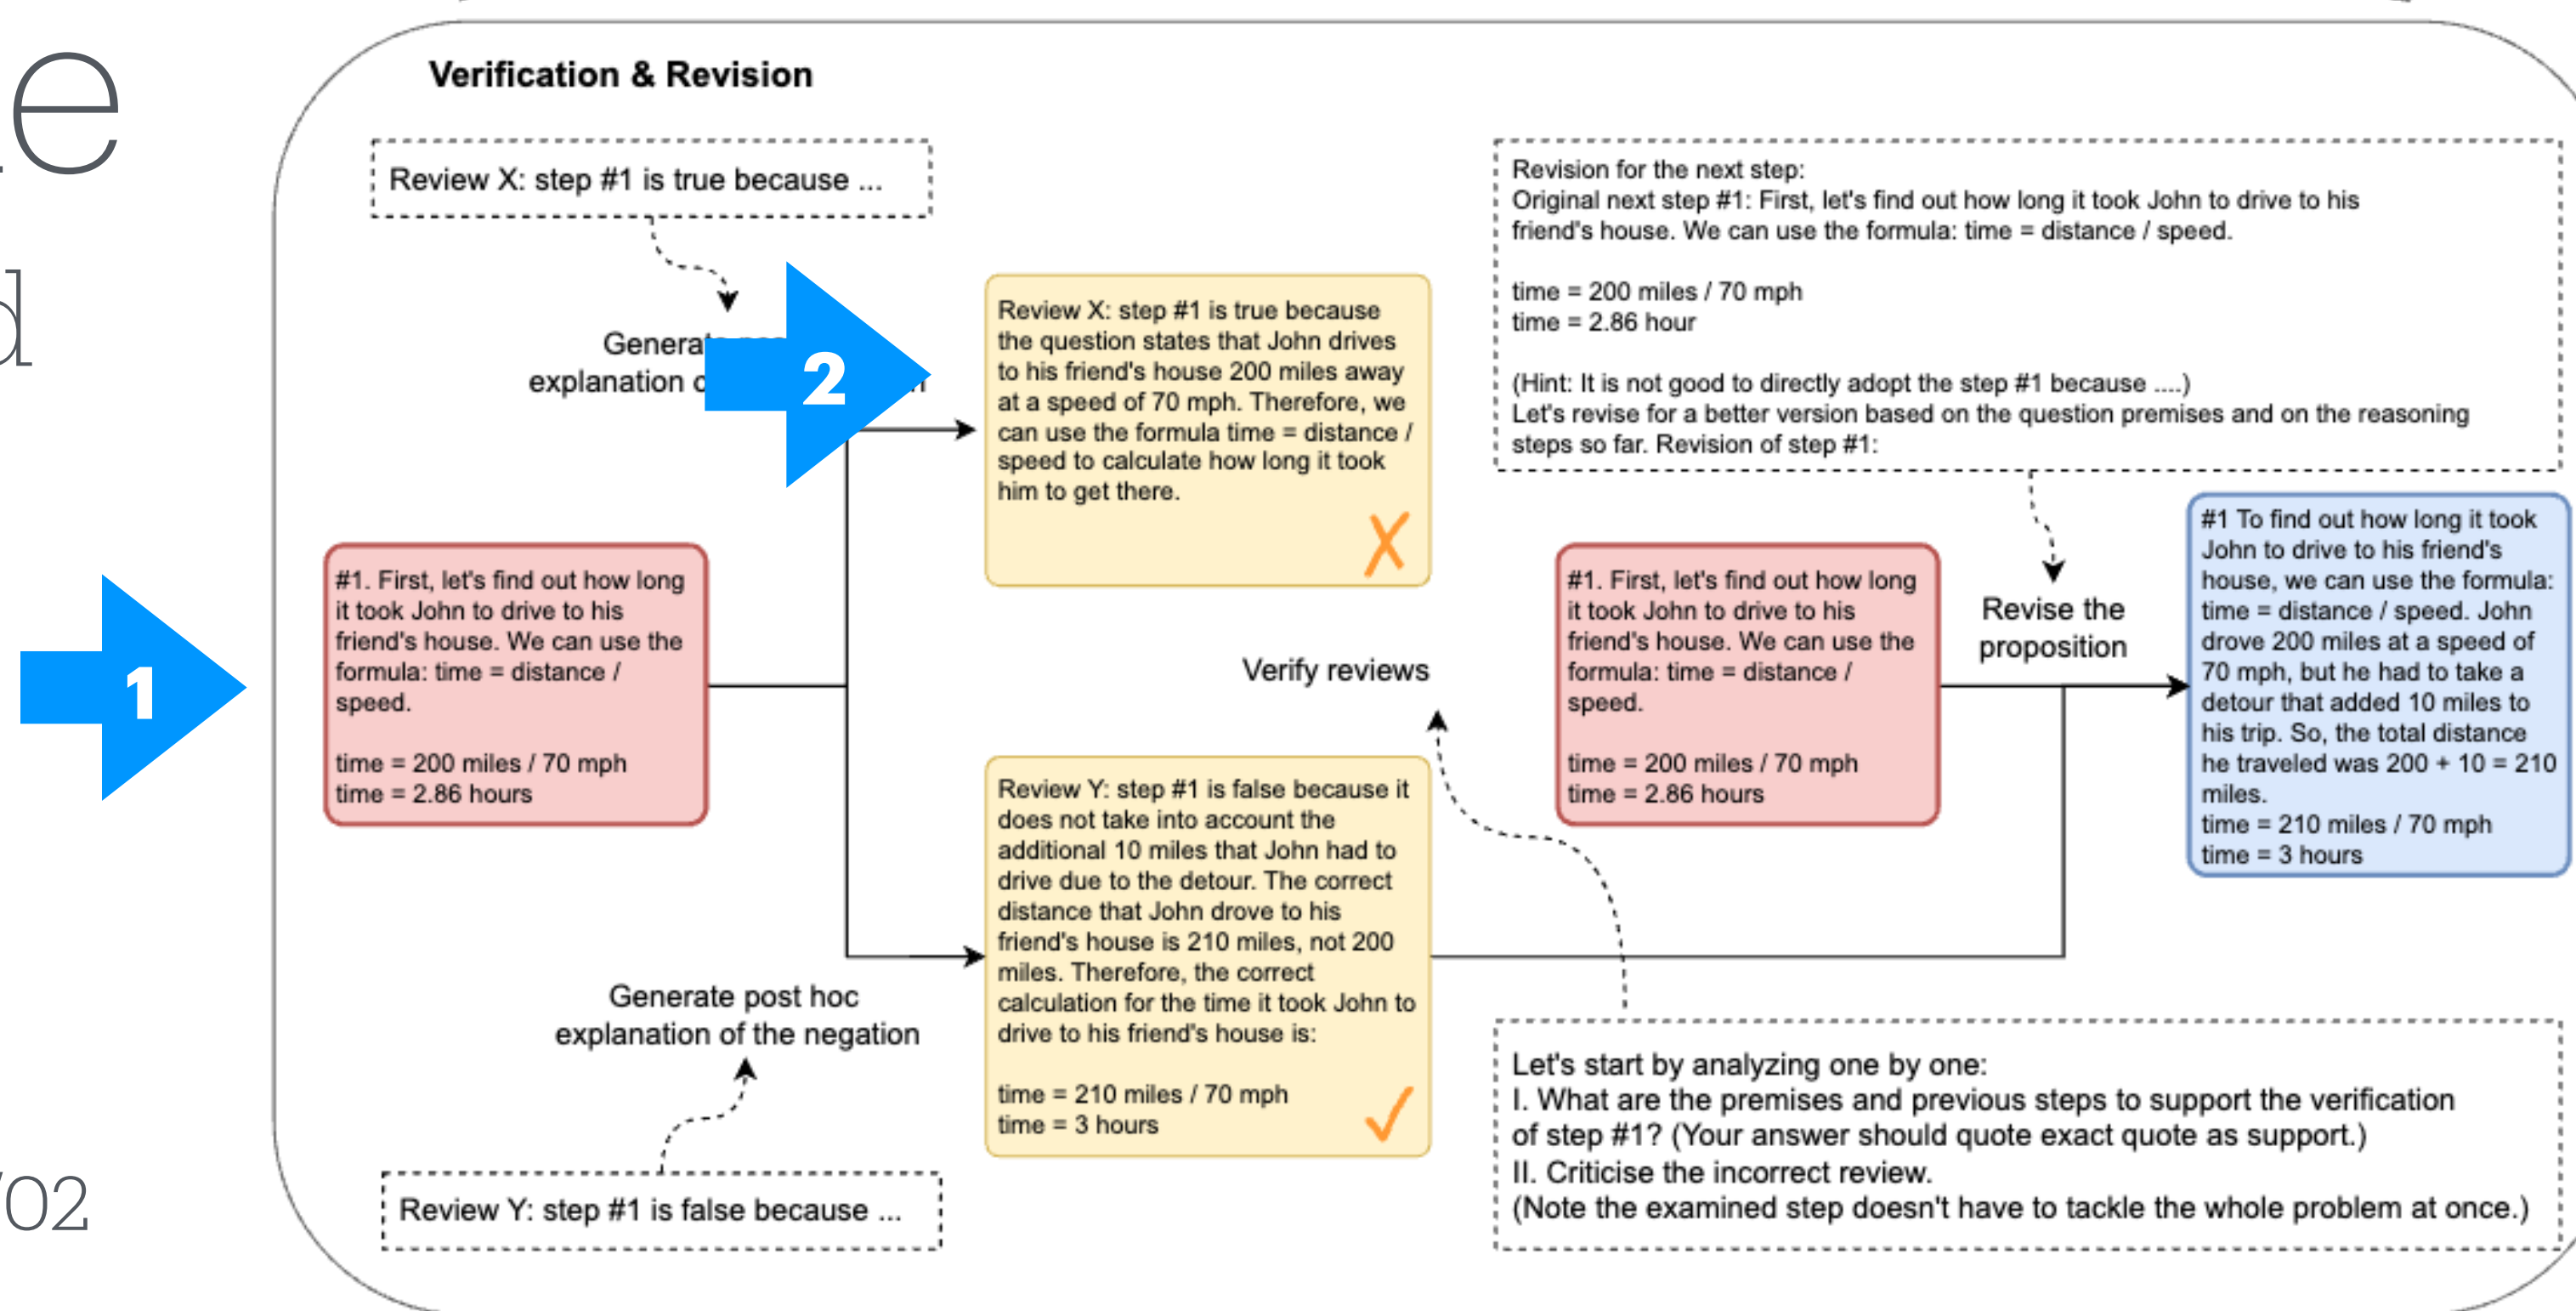 e
d
/02
Verification & Revision
Review X: step #1 is true because ...
explanation
2
Review X: step #1 is true because
the question states that John drives
to his friend's house 200 miles away
at a speed of 70 mph. Therefore, we
can use the formula time = distance /
speed to calculate how long it took
him to get there.
1
#1. First, let's find out how long
it took John to drive to his
friend's house. We can use the
formula: time = distance /
speed.
time = 200 miles / 70 mph
time = 2.86 hours
Verify reviews
Review Y: step #1 is false because it
does not take into account the
additional 10 miles that John had to
drive due to the detour. The correct
distance that John drove to his
friend's house is 210 miles, not 200
miles. Therefore, the correct
calculation for the time it took John to
drive to his friend's house is:
time = 210 miles / 70 mph
time = 3 hours
Generate post hoc
explanation of the negation
Review Y: step #1 is false because ...
Revision for the next step:
Original next step #1: First, let's find out how long it took John to drive to his
friend's house. We can use the formula: time = distance / speed.
time = 200 miles / 70 mph
time = 2.86 hour
(Hint: It is not good to directly adopt the step #1 because ....)
Let's revise for a better version based on the question premises and on the reasoning
steps so far. Revision of step #1:
#1. First, let's find out how long
it took John to drive to his
friend's house. We can use the
formula: time = distance /
speed.
time = 200 miles / 70 mph
time = 2.86 hours
Revise the
proposition
#1 To find out how long it took
John to drive to his friend's
house, we can use the formula:
time = distance / speed. John
drove 200 miles at a speed of
70 mph, but he had to take a
detour that added 10 miles to
his trip. So, the total distance
he traveled was 200 + 10 = 210
miles.
time = 210 miles / 70 mph
time = 3 hours
Let's start by analyzing one by one:
I. What are the premises and previous steps to support the verification
of step #1? (Your answer should quote exact quote as support.)
II. Criticise the incorrect review.
(Note the examined step doesn't have to tackle the whole problem at once.)